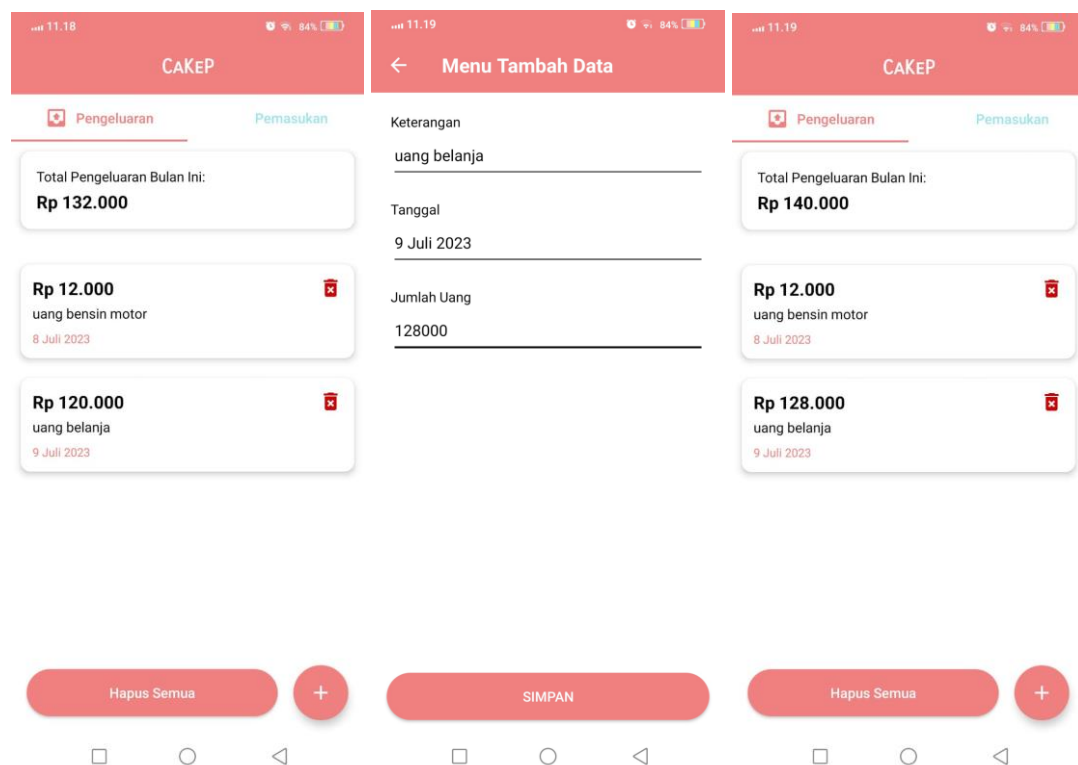 11.18
84%
CAKEP
Pengeluaran
Pemasukan
Total Pengeluaran Bulan Ini:
Rp 132.000
Rp 12.000
uang bensin motor
8 Juli 2023
Rp 120.000
uang belanja
9 Juli 2023
Hapus Semua
+
11.19
84%
Menu Tambah Data
Keterangan
uang belanja
Tanggal
9 Juli 2023
Jumlah Uang
128000
SIMPAN
11.19
84%
CAKEP
Pengeluaran
Pemasukan
Total Pengeluaran Bulan Ini:
Rp 140.000
Rp 12.000
uang bensin motor
8 Juli 2023
Rp 128.000
uang belanja
9 Juli 2023
Hapus Semua
+